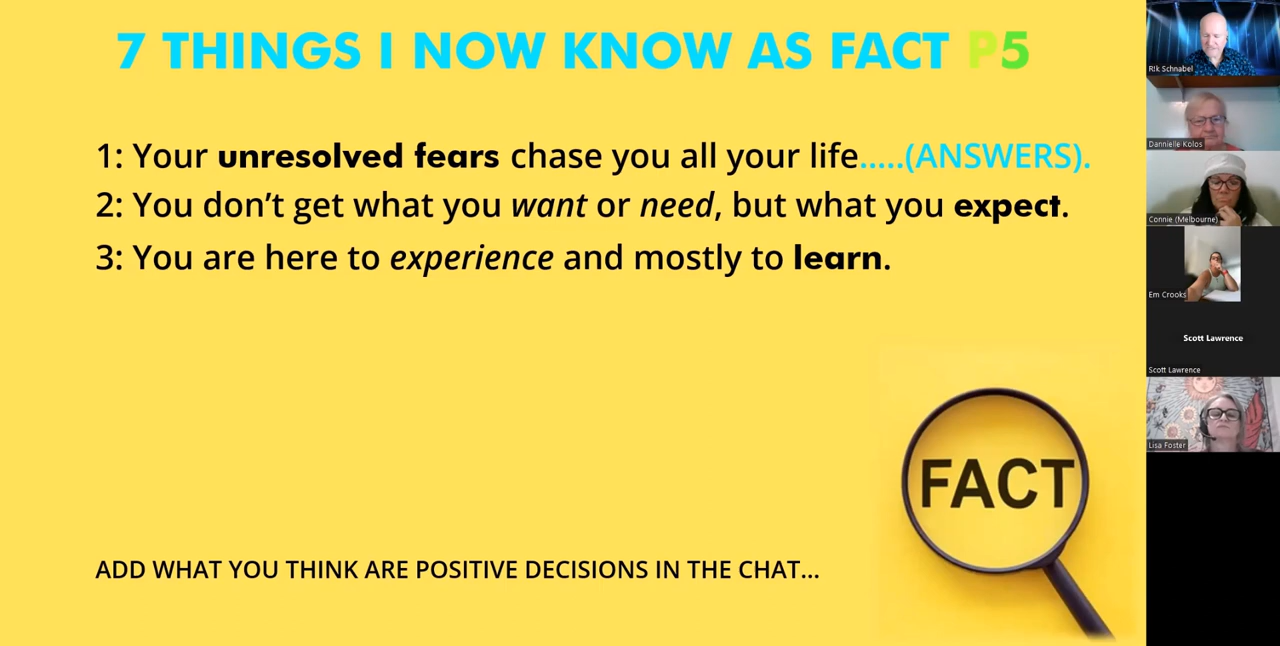 7 THINGS I NOW KNOW AS FACT P5
1: Your unresolved fears chase you all your life.....(ANSWERS).
2: You don’t get what you want or need, but what you expect.
3: You are here to experience and mostly to learn.
FACT
ADD WHAT YOU THINK ARE POSITIVE DECISIONS IN THE CHAT...
R!k Schnabel
Dannielle Kolos
Connie (Melbourne)
Em Crooks
Scott Lawrence
Scott Lawrence
Lisa Foster